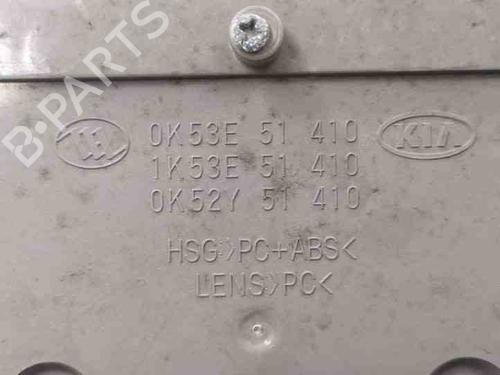 B-PARTS
0K53E 51 410
1K53E 51 410
0K52Y 51 410
KIA
HSG>PC+ABS<
LENS>PC<